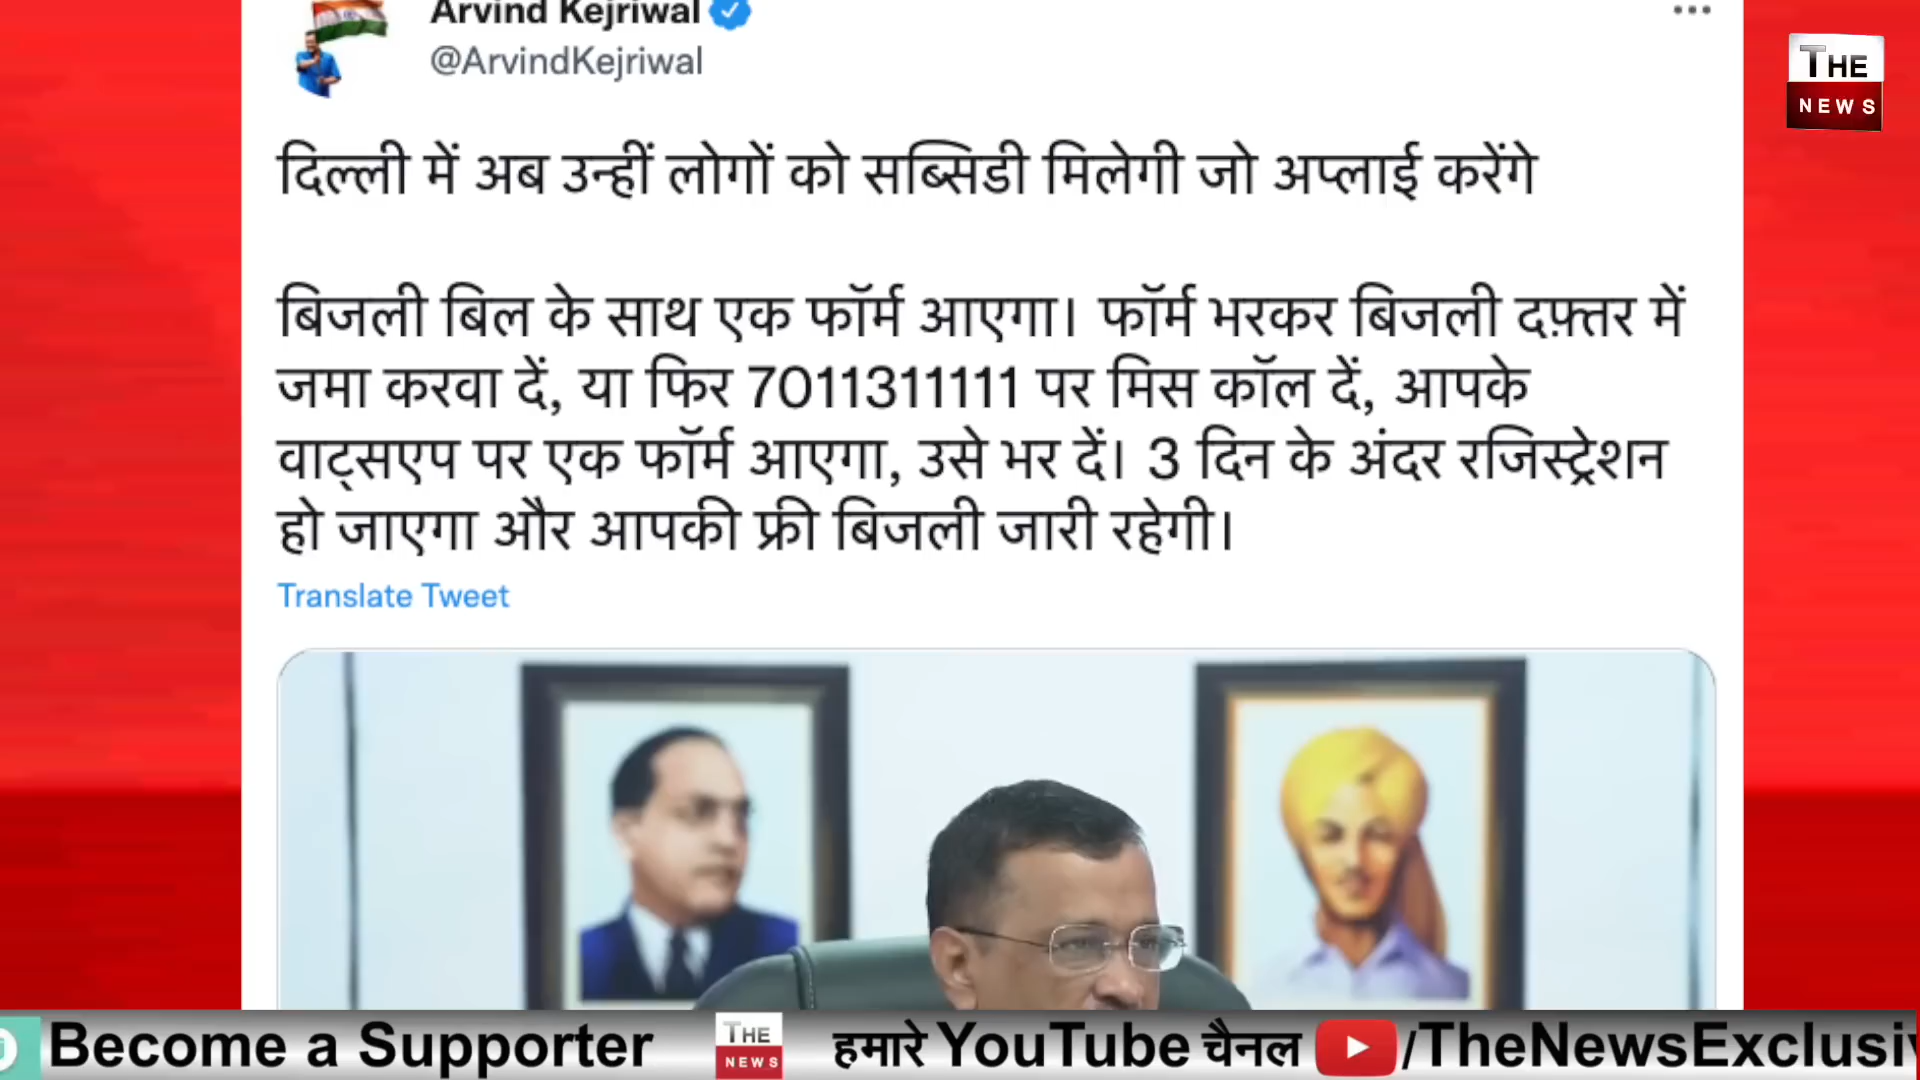 Arvind Kejriwal
@ArvindKejriwal
THE
NEWS
दिल्ली में अब उन्हीं लोगों को सब्सिडी मिलेगी जो अप्लाई करेंगे
बिजली बिल के साथ एक फॉर्म आएगा। फॉर्म भरकर बिजली दफ़्तर में
जमा करवा दें, या फिर 7011311111 पर मिस कॉल दें, आपके
वाट्सएप पर एक फॉर्म आएगा, उसे भर दें। 3 दिन के अंदर रजिस्ट्रेशन
हो जाएगा और आपकी फ्री बिजली जारी रहेगी।
Translate Tweet
Become a Supporter THE NEWS हमारे YouTube चैनल /TheNewsExclusiv